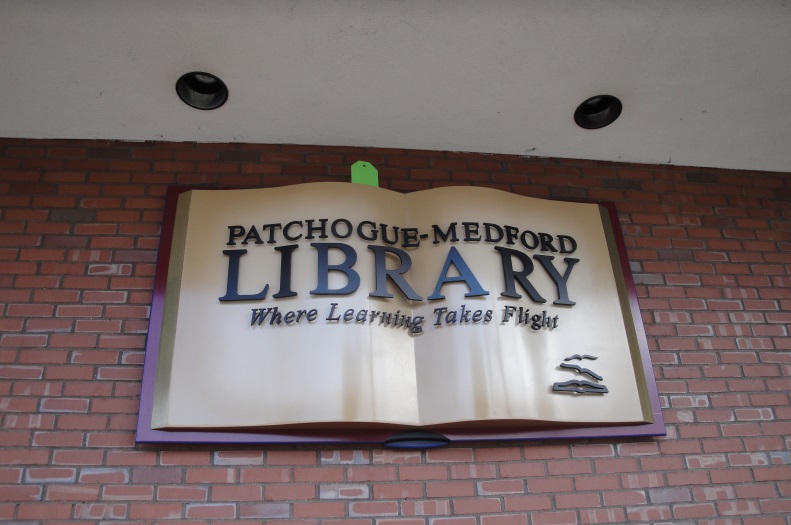 PATCHOGUE-MEDFORD
LIBRARY
Where Learning Takes Flight